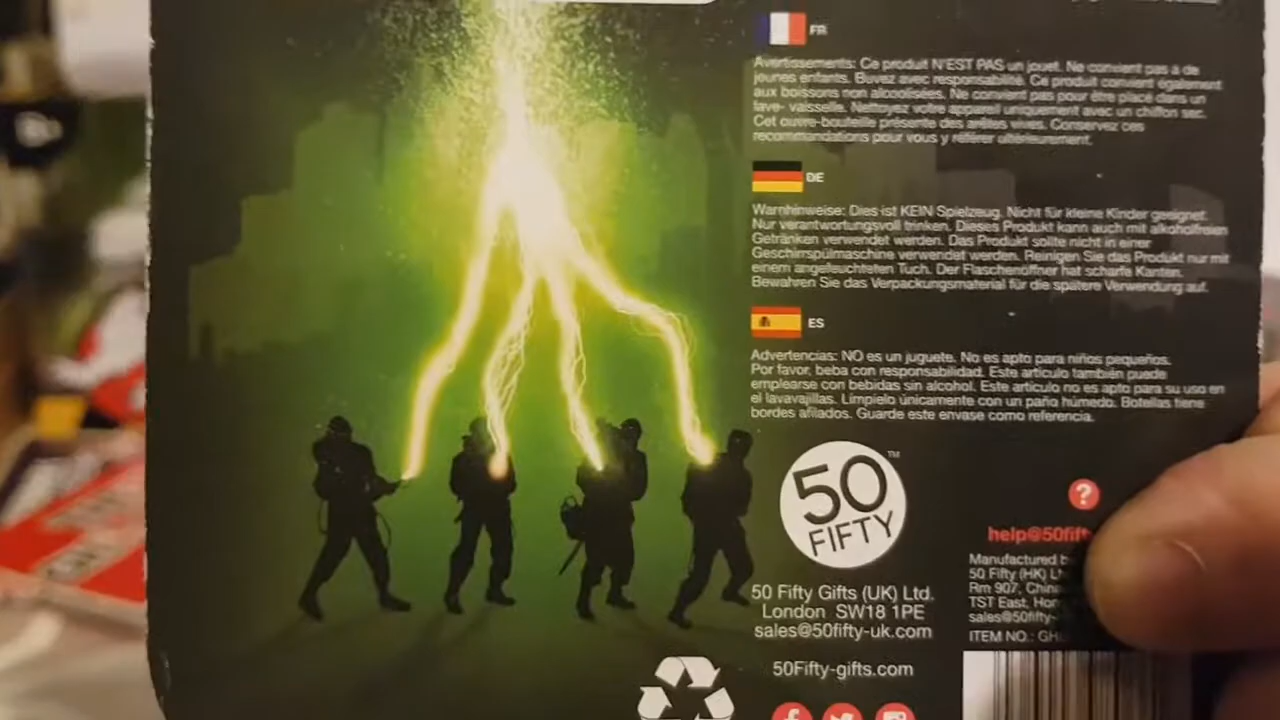 FR
Avertissements: Ce produit N'EST PAS un jouet. Ne convient pas à de
jeunes enfants. Buvez avec responsabilité. Ce produit convient également
aux boissons non alcoolisées. Ne convient pas pour être placé dans un
lave- vaisselle. Nettoyez votre appareil uniquement avec un chiffon sec.
Cet ouvre-bouteille présente des arêtes vives. Conservez ces
recommandations pour vous y référer ultérieurement.
DE
Warnhinweise: Dies ist KEIN Spielzeug. Nicht für kleine Kinder geeignet.
Nur verantwortungsvoll trinken. Dieses Produkt kann auch mit alkoholfreien
Getränken verwendet werden. Das Produkt sollte nicht in einer
Geschirrspülmaschine verwendet werden. Reinigen Sie das Produkt nur mit
einem angefeuchteten Tuch. Der Flaschenöffner hat scharfe Kanten.
Bewahren Sie das Verpackungsmaterial für die spätere Verwendung auf.
ES
Advertencias: NO es un juguete. No es apto para niños pequeños.
Por favor, beba con responsabilidad. Este artículo también puede
emplearse con bebidas sin alcohol. Este artículo no es apto para su uso en
el lavavajillas. Límpielo únicamente con un paño húmedo. Botellas tiene
bordes afilados. Guarde este envase como referencia.
50 FIFTY ™
50 Fifty Gifts (UK) Ltd.
London SW18 1PE
sales@50fifty-uk.com
50Fifty-gifts.com
?
help@50fift
Manufactured b
50 Fifty (HK) Lt
Rm 907, China
TST East, Hon
sales@50fifty-
ITEM NO.: GH